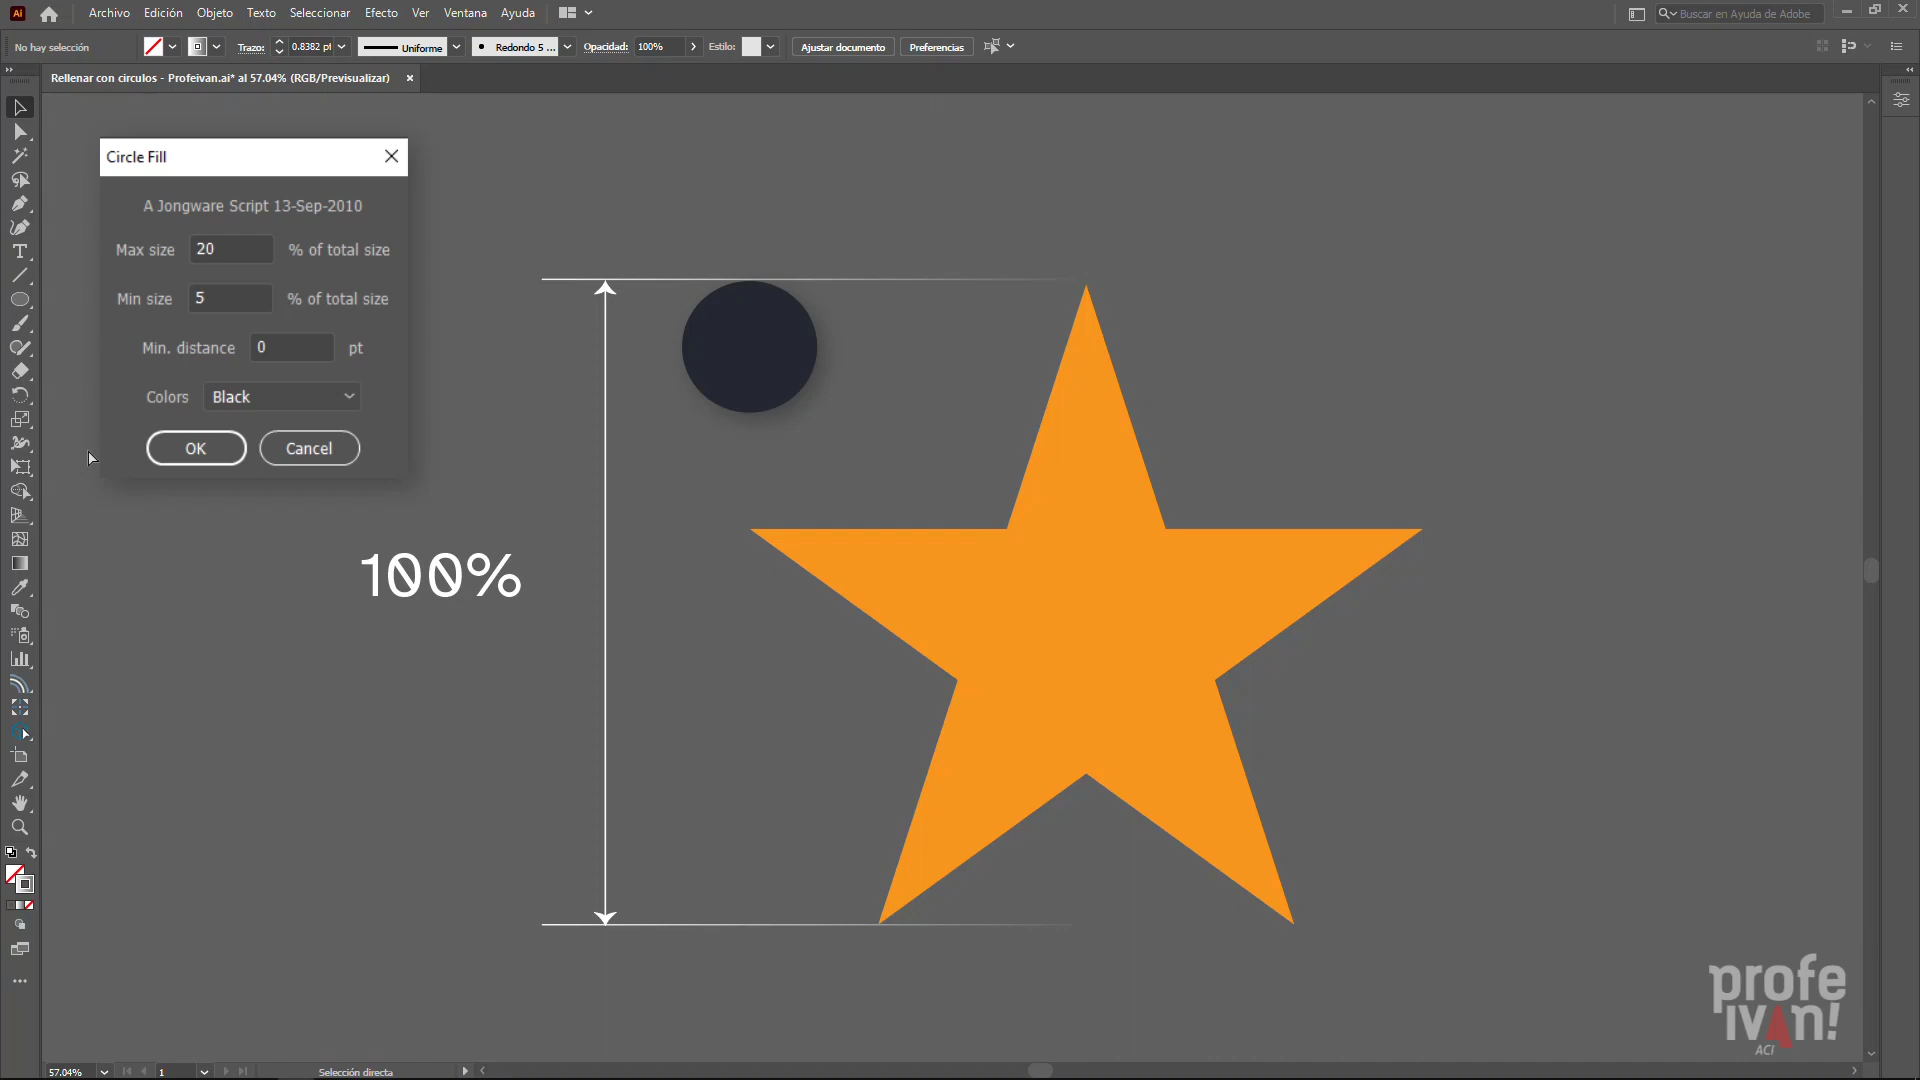 Ai Archivo Edición Objeto Texto Seleccionar Efecto Ver Ventana Ayuda Buscar en Ayuda de Adobe
No hay selección Trazo: 0.8382 pt Uniforme Redondo 5 ... Opacidad: 100% Estilo: Ajustar documento Preferencias
Rellenar con circulos - Profeivan.ai* al 57.04% (RGB/Previsualizar)
Circle Fill
A Jongware Script 13-Sep-2010
Max size 20 % of total size
Min size 5 % of total size
Min. distance 0 pt
Colors Black
OK Cancel
100%
profe
ivan!
ACI
57.04% 1 Selección directa